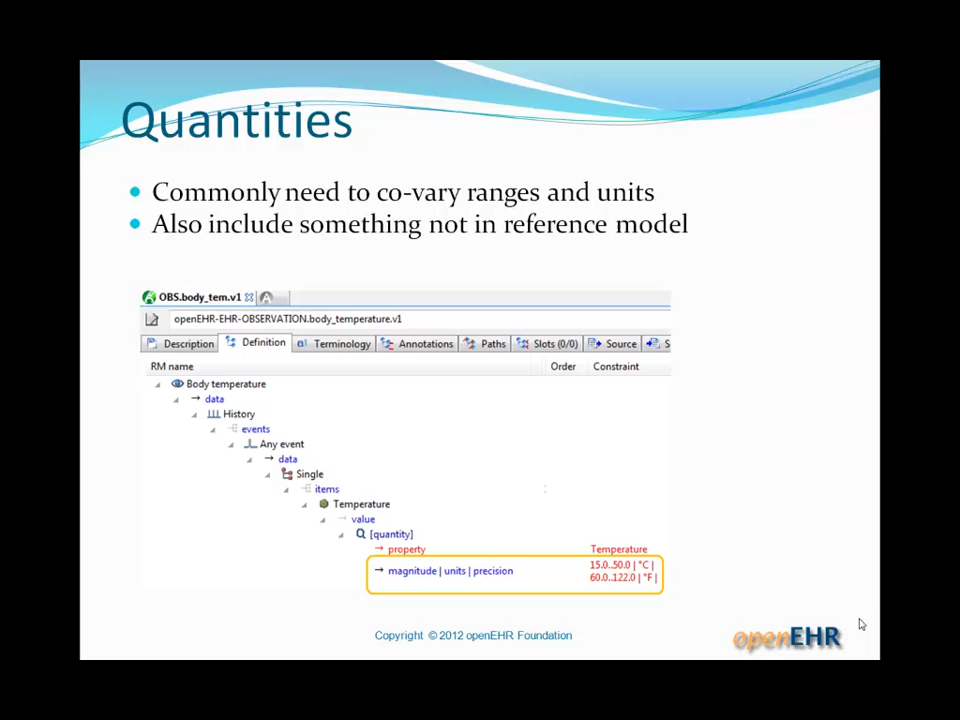 Quantities
Commonly need to co-vary ranges and units
Also include something not in reference model
OBS.body_tem.v1
openEHR-EHR-OBSERVATION.body_temperature.v1
Description Definition Terminology Annotations Paths Slots (0/0) Source S
RM name Order Constraint
Body temperature
data
History
events
Any event
data
Single
items
Temperature
value
[quantity]
property Temperature
magnitude | units | precision 15.0..50.0 | °C |
60.0..122.0 | °F |
Copyright © 2012 openEHR Foundation
openEHR